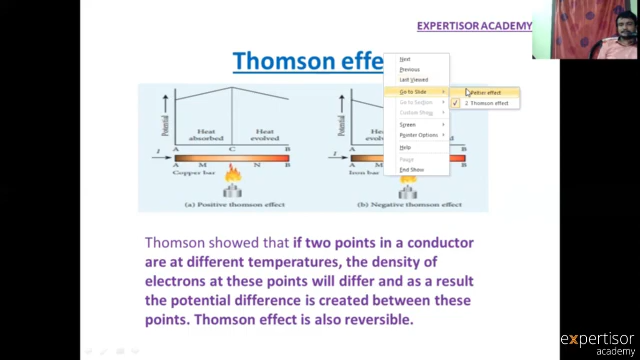 EXPERTISOR ACADEMY
Thomson effe
Next
Previous
Last Viewed
Go to Slide
Go to Section
Custom Show
Screen
Pointer Options
Help
Pause
End Show
Peltier effect
2 Thomson effect
Potential
Heat absorbed
Heat evolved
I
A
M
C
N
B
Copper bar
(a) Positive thomson effect
Potential
Heat
evolved
I
A
B
Iron bar
(b) Negative thomson effect
Thomson showed that if two points in a conductor
are at different temperatures, the density of
electrons at these points will differ and as a result
the potential difference is created between these
points. Thomson effect is also reversible.
expertisor
academy